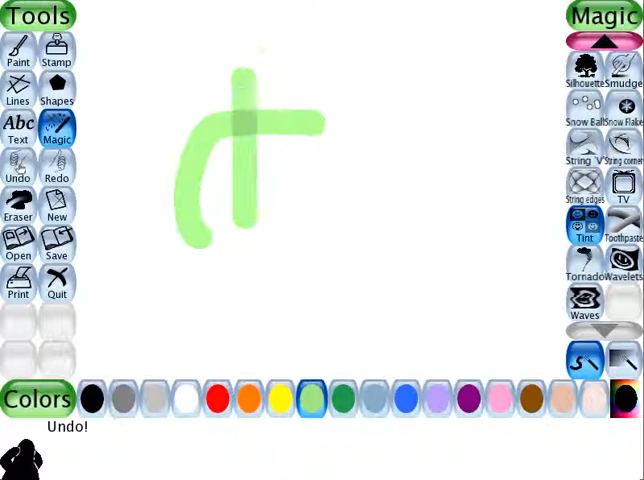 Tools
Magic
Paint Stamp
Lines Shapes
Abc
Text Magic
Undo Redo
Eraser New
Open Save
Print Quit
Silhouette Smudge
Snow Ball Snow Flake
String 'V' String corner
String edges TV
Tint Toothpaste
Tornado Wavelets
Waves
Colors
Undo!